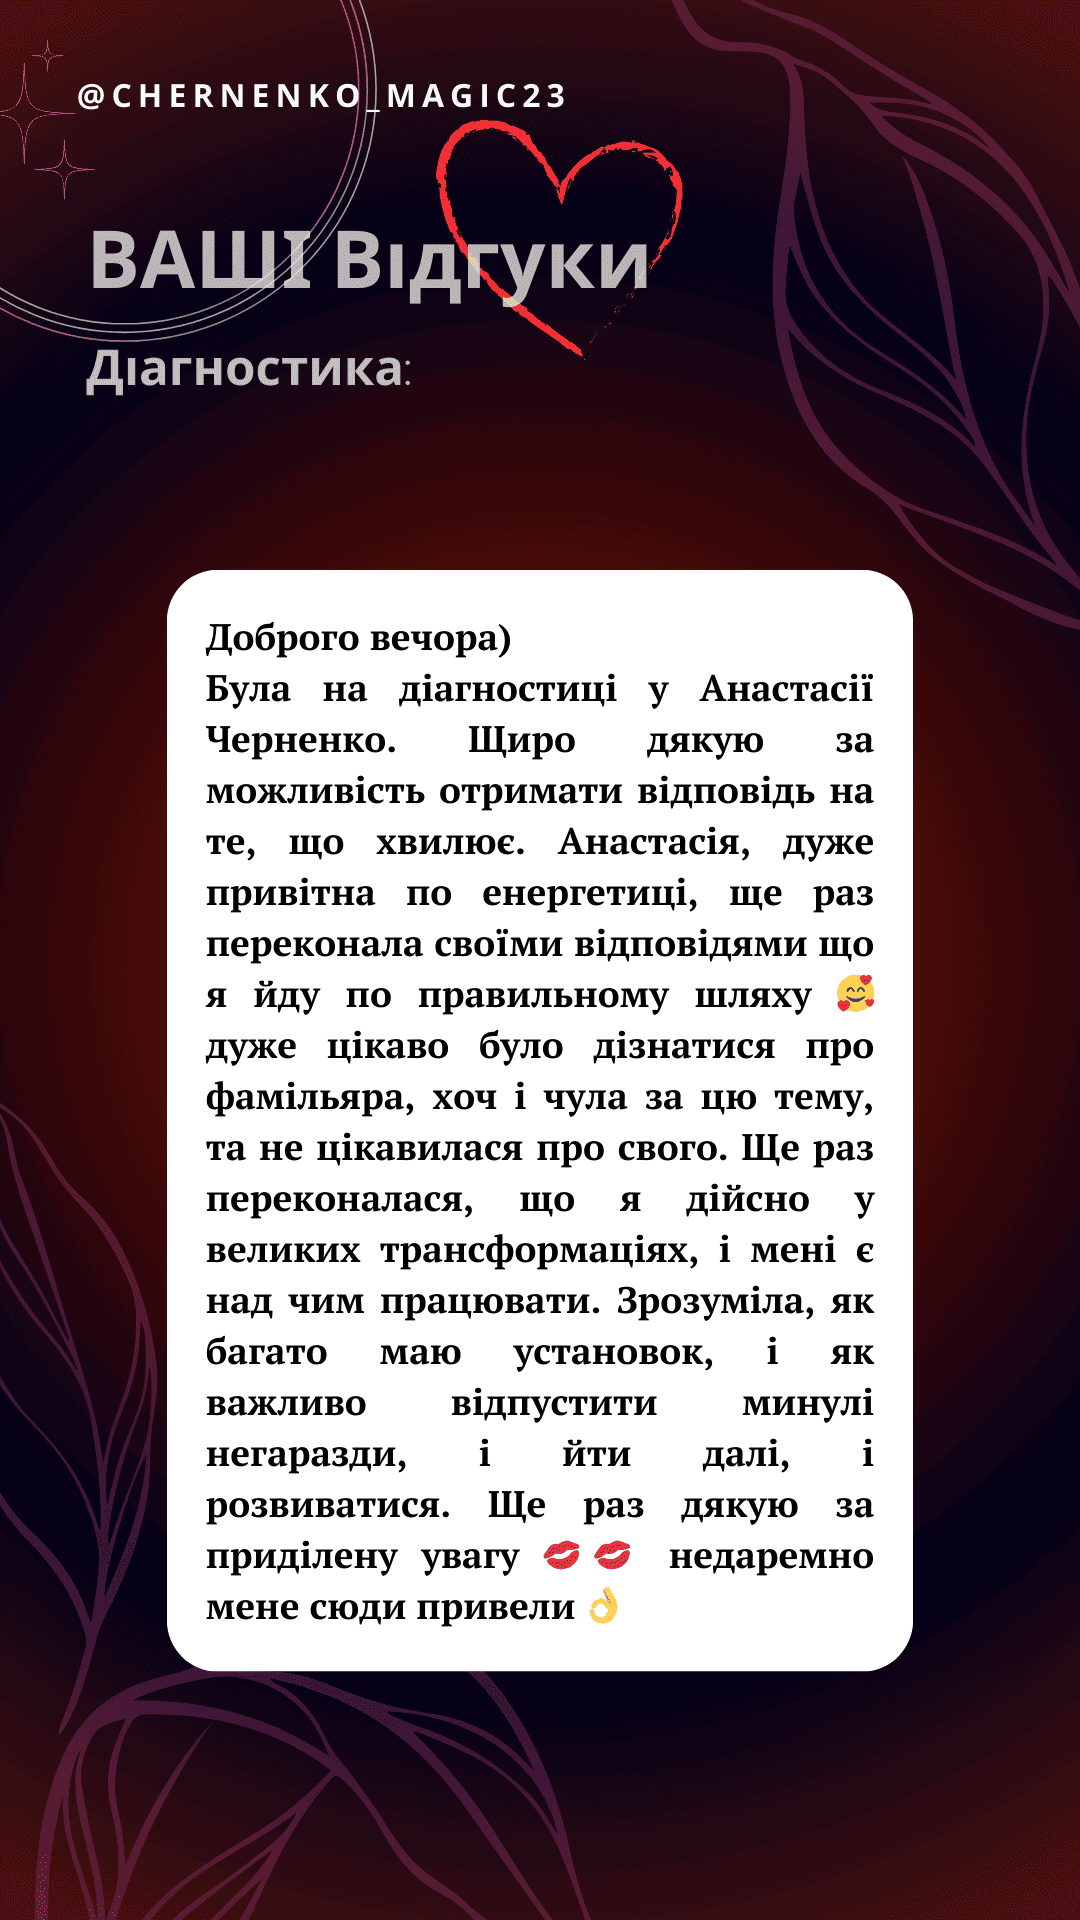 @CHERNENKO_MAGIC23
ВАШІ Відгуки
Діагностика:
Доброго вечора)
Була на діагностиці у Анастасії
Черненко. Щиро дякую за
можливість отримати відповідь на
те, що хвилює. Анастасія, дуже
привітна по енергетиці, ще раз
переконала своїми відповідями що
я йду по правильному шляху 🥰
дуже цікаво було дізнатися про
фамільяра, хоч і чула за цю тему,
та не цікавилася про свого. Ще раз
переконалася, що я дійсно у
великих трансформаціях, і мені є
над чим працювати. Зрозуміла, як
багато маю установок, і як
важливо відпустити минулі
негаразди, і йти далі, і
розвиватися. Ще раз дякую за
приділену увагу 💋💋 недаремно
мене сюди привели 👌